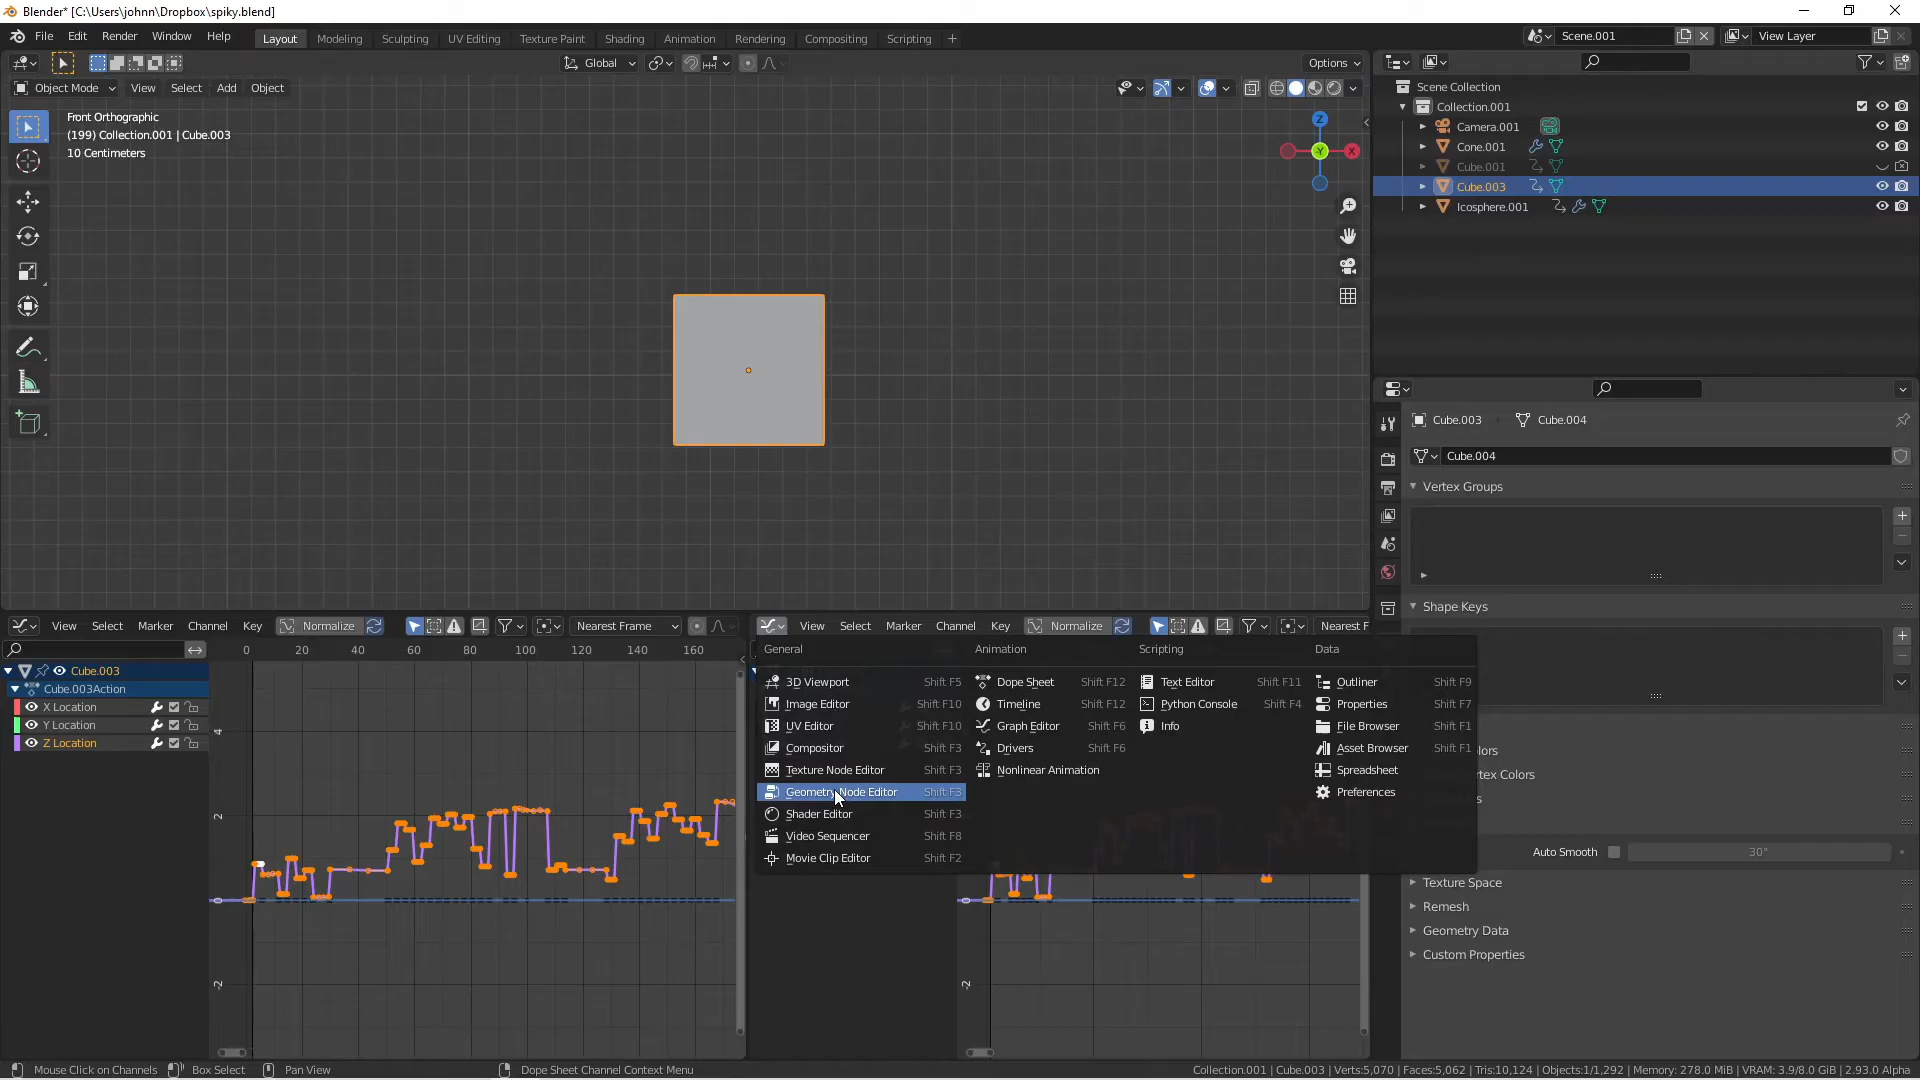 Blender* [C:\Users\johnn\Dropbox\spiky.blend]
File Edit Render Window Help
Layout Modeling Sculpting UV Editing Texture Paint Shading Animation Rendering Compositing Scripting +
Scene.001
View Layer
Global
Options
Object Mode View Select Add Object
Front Orthographic
(199) Collection.001 | Cube.003
10 Centimeters
Z
Y
X
Scene Collection
Collection.001
Camera.001
Cone.001
Cube.001
Cube.003
Icosphere.001
Cube.003 Cube.004
Cube.004
Vertex Groups
Shape Keys
View Select Marker Channel Key Normalize Nearest Frame
View Select Marker Channel Key Normalize Nearest F
0 20 40 60 80 100 120 140 160
Cube.003
Cube.003Action
X Location
Y Location
Z Location
4
2
0
-2
General
3D Viewport Shift F5
Image Editor Shift F10
UV Editor Shift F10
Compositor Shift F3
Texture Node Editor Shift F3
Geometry Node Editor Shift F3
Shader Editor Shift F3
Video Sequencer Shift F8
Movie Clip Editor Shift F2
Animation
Dope Sheet Shift F12
Timeline Shift F12
Graph Editor Shift F6
Drivers Shift F6
Nonlinear Animation
Scripting
Text Editor Shift F11
Python Console Shift F4
Info
Data
Outliner Shift F9
Properties Shift F7
File Browser Shift F1
Asset Browser Shift F1
Spreadsheet
Preferences
0
-2
lors
rtex Colors
s
Auto Smooth 30°
Texture Space
Remesh
Geometry Data
Custom Properties
Mouse Click on Channels Box Select Pan View Dope Sheet Channel Context Menu
Collection.001 | Cube.003 | Verts:5,070 | Faces:5,062 | Tris:10,124 | Objects:1/1,292 | Memory: 278.0 MiB | VRAM: 3.9/8.0 GiB | 2.93.0 Alpha